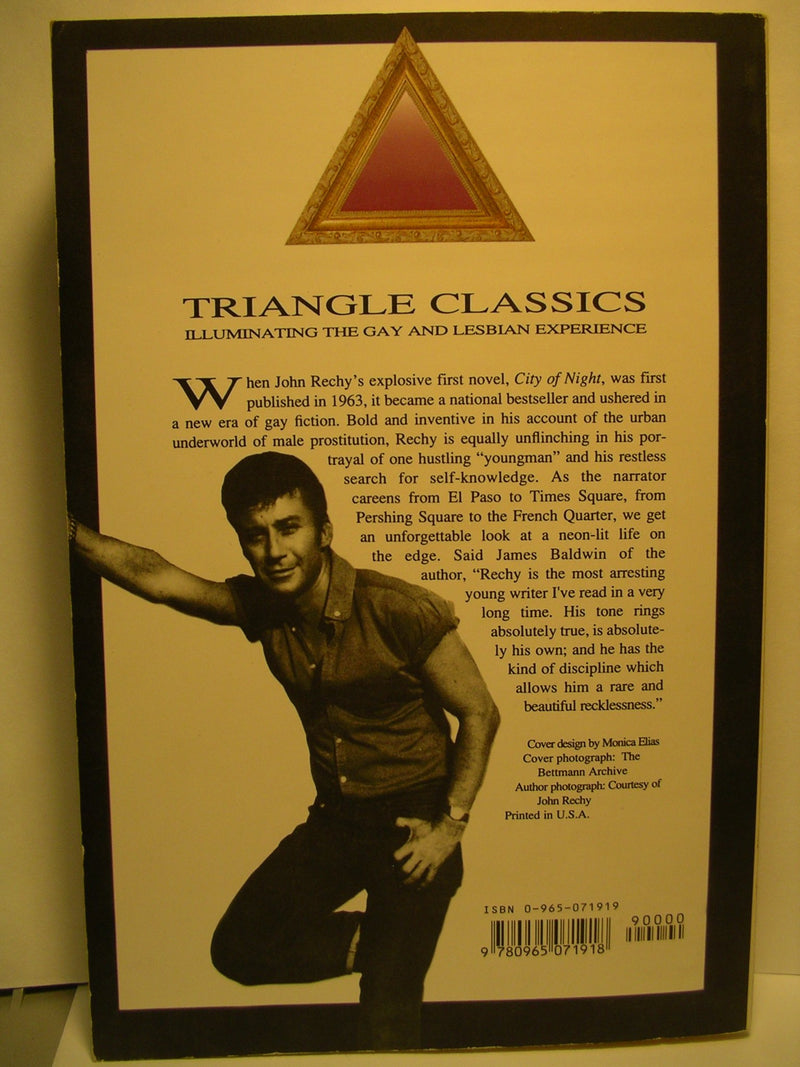 TRIANGLE CLASSICS
ILLUMINATING THE GAY AND LESBIAN EXPERIENCE
When John Rechy's explosive first novel, City of Night, was first
published in 1963, it became a national bestseller and ushered in
a new era of gay fiction. Bold and inventive in his account of the urban
underworld of male prostitution, Rechy is equally unflinching in his por-
trayal of one hustling "youngman" and his restless
search for self-knowledge. As the narrator
careens from El Paso to Times Square, from
Pershing Square to the French Quarter, we get
an unforgettable look at a neon-lit life on
the edge. Said James Baldwin of the
author, "Rechy is the most arresting
young writer I've read in a very
long time. His tone rings
absolutely true, is absolute-
ly his own; and he has the
kind of discipline which
allows him a rare and
beautiful recklessness."
Cover design by Monica Elias
Cover photograph: The
Bettmann Archive
Author photograph: Courtesy of
John Rechy
Printed in U.S.A.
ISBN 0-965-071919
90000
9 780965 071918